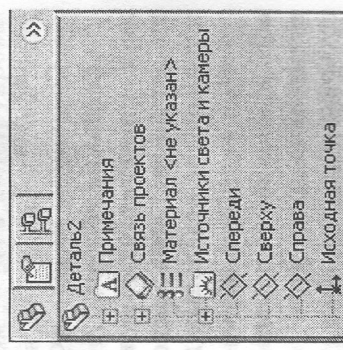 Деталь2
Примечания
Связь проектов
Материал <не указан>
Источники света и камеры
Спереди
Сверху
Справа
Исходная точка